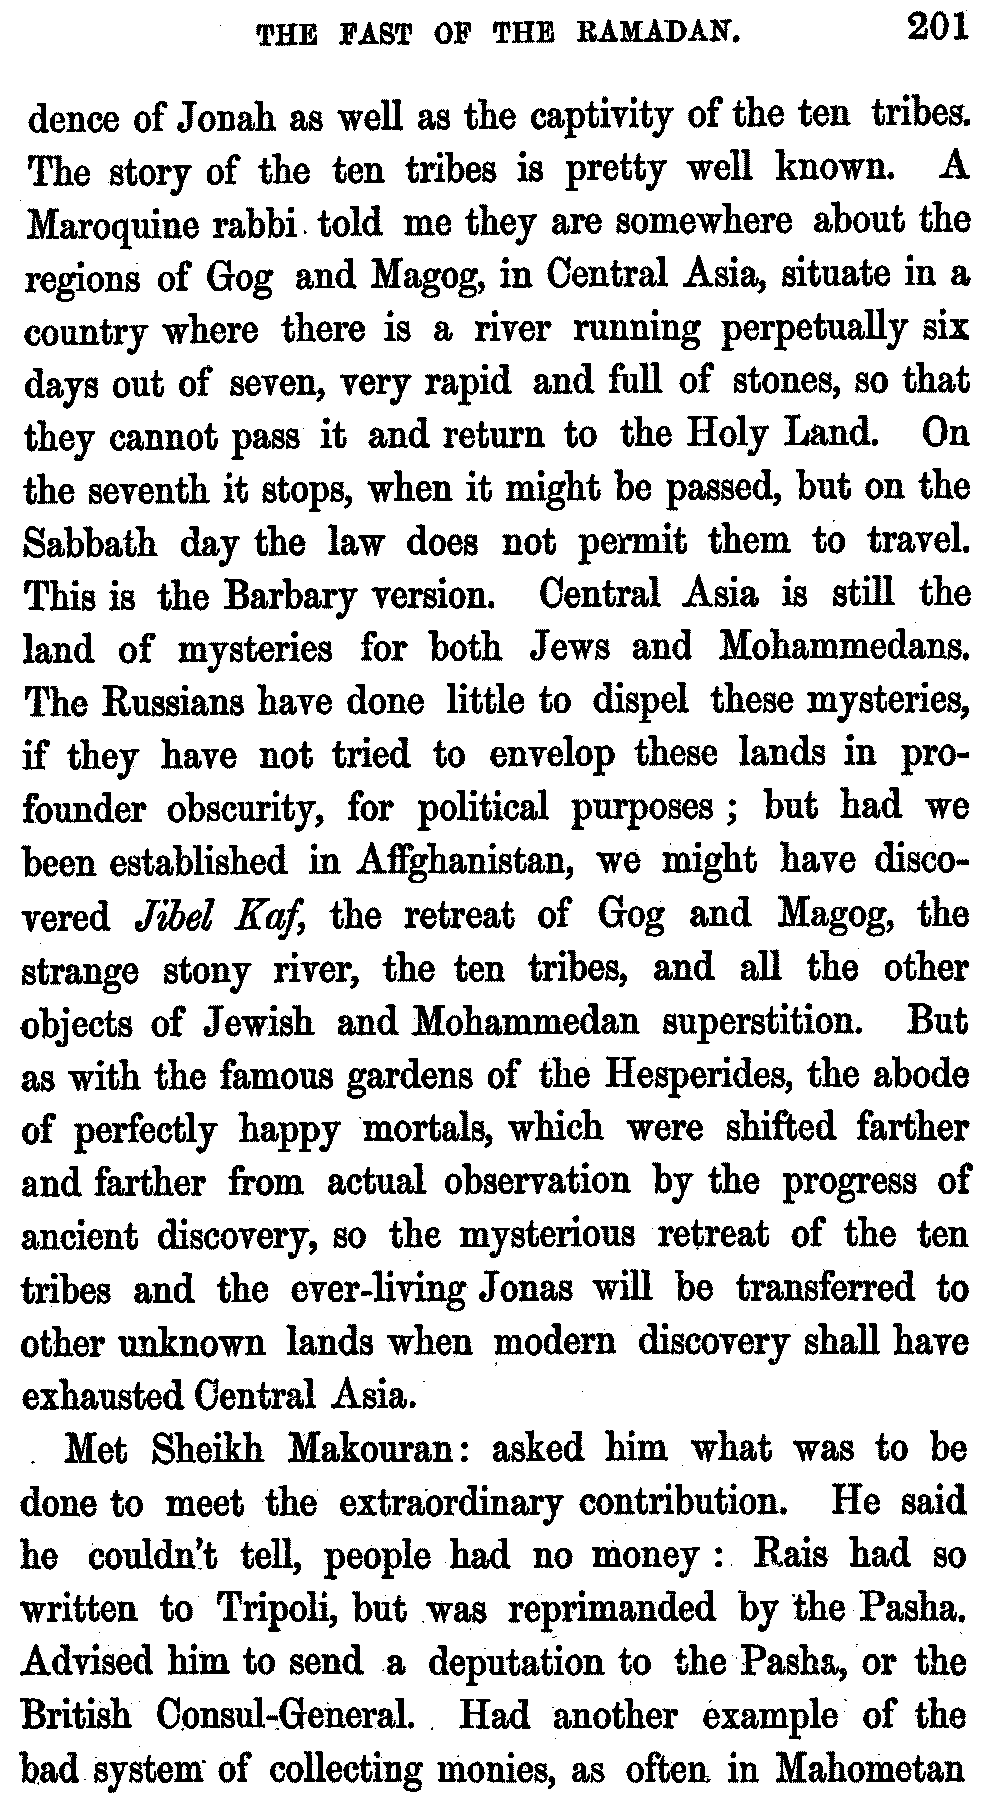 THE FAST OF THE RAMADAN. 201
dence of Jonah as well as the captivity of the ten tribes.
The story of the ten tribes is pretty well known. A
Maroquine rabbi told me they are somewhere about the
regions of Gog and Magog, in Central Asia, situate in a
country where there is a river running perpetually six
days out of seven, very rapid and full of stones, so that
they cannot pass it and return to the Holy Land. On
the seventh it stops, when it might be passed, but on the
Sabbath day the law does not permit them to travel.
This is the Barbary version. Central Asia is still the
land of mysteries for both Jews and Mohammedans.
The Russians have done little to dispel these mysteries,
if they have not tried to envelop these lands in pro-
founder obscurity, for political purposes ; but had we
been established in Affghanistan, we might have disco-
vered Jibel Kaf, the retreat of Gog and Magog, the
strange stony river, the ten tribes, and all the other
objects of Jewish and Mohammedan superstition. But
as with the famous gardens of the Hesperides, the abode
of perfectly happy mortals, which were shifted farther
and farther from actual observation by the progress of
ancient discovery, so the mysterious retreat of the ten
tribes and the ever-living Jonas will be transferred to
other unknown lands when modern discovery shall have
exhausted Central Asia.
Met Sheikh Makouran: asked him what was to be
done to meet the extraordinary contribution. He said
he couldn't tell, people had no money : Rais had so
written to Tripoli, but was reprimanded by the Pasha.
Advised him to send a deputation to the Pasha, or the
British Consul-General. Had another example of the
bad system of collecting monies, as often in Mahometan